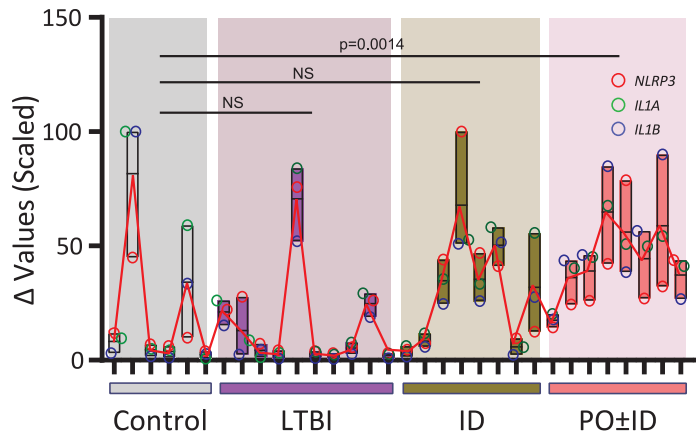 150
p=0.0014
NS
NS
NLRP3
IL1A
IL1B
100
50
0
Δ Values (Scaled)
Control
LTBI
ID
PO±ID